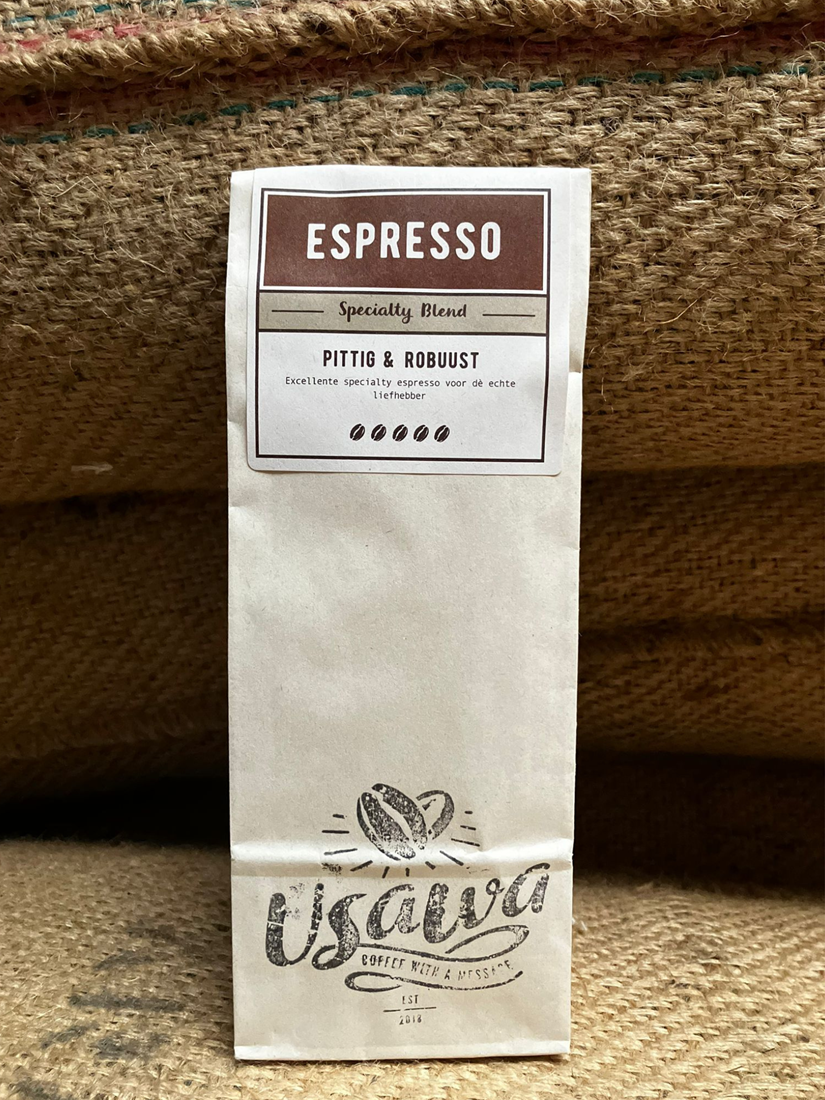 ESPRESSO
Specialty Blend
PITTIG & ROBUUST
Excellente specialty espresso voor dè echte
liefhebber
Usawa
COFFEE WITH A MESSAGE
EST
2018